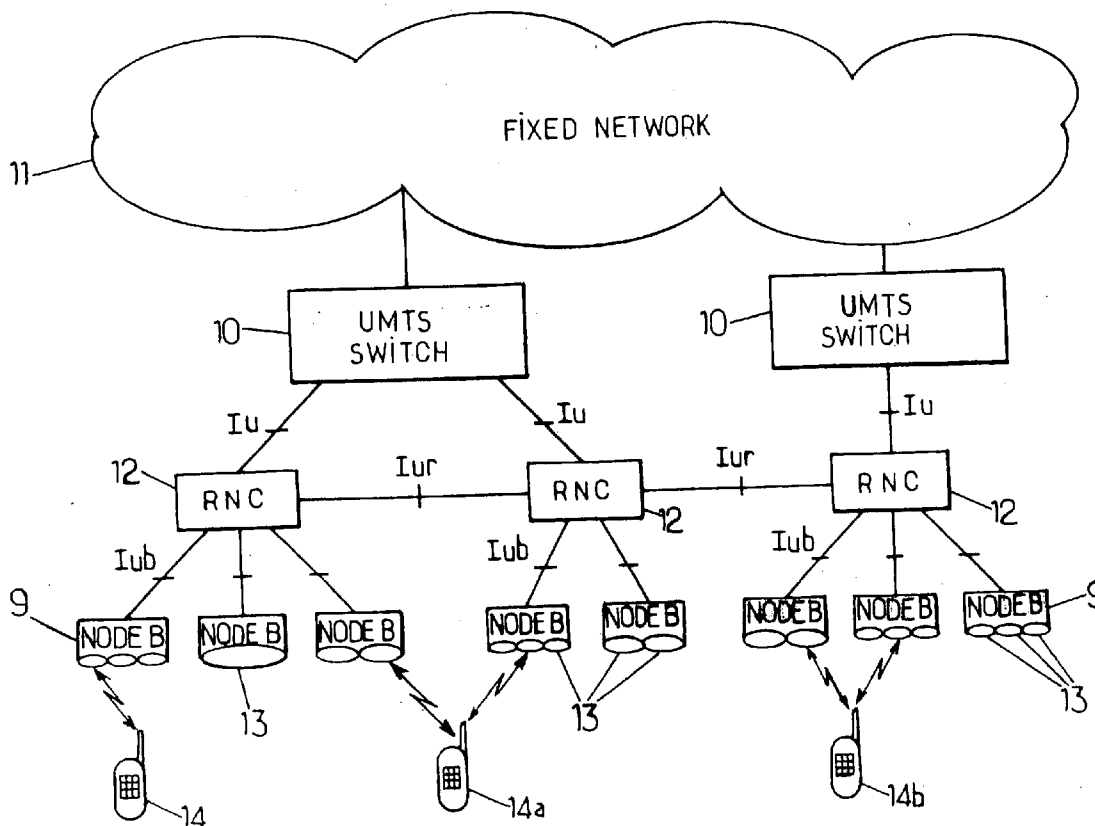 FIXED NETWORK
11
UMTS
SWITCH
10
UMTS
SWITCH
10
Iu
Iu
Iu
12
RNC
Iur
RNC
12
Iur
RNC
12
Iub
Iub
Iub
9
NODE B
NODE B
NODE B
NODE B
NODE B
NODE B
NODE B
NODE B
9
13
13
13
14
14a
14b